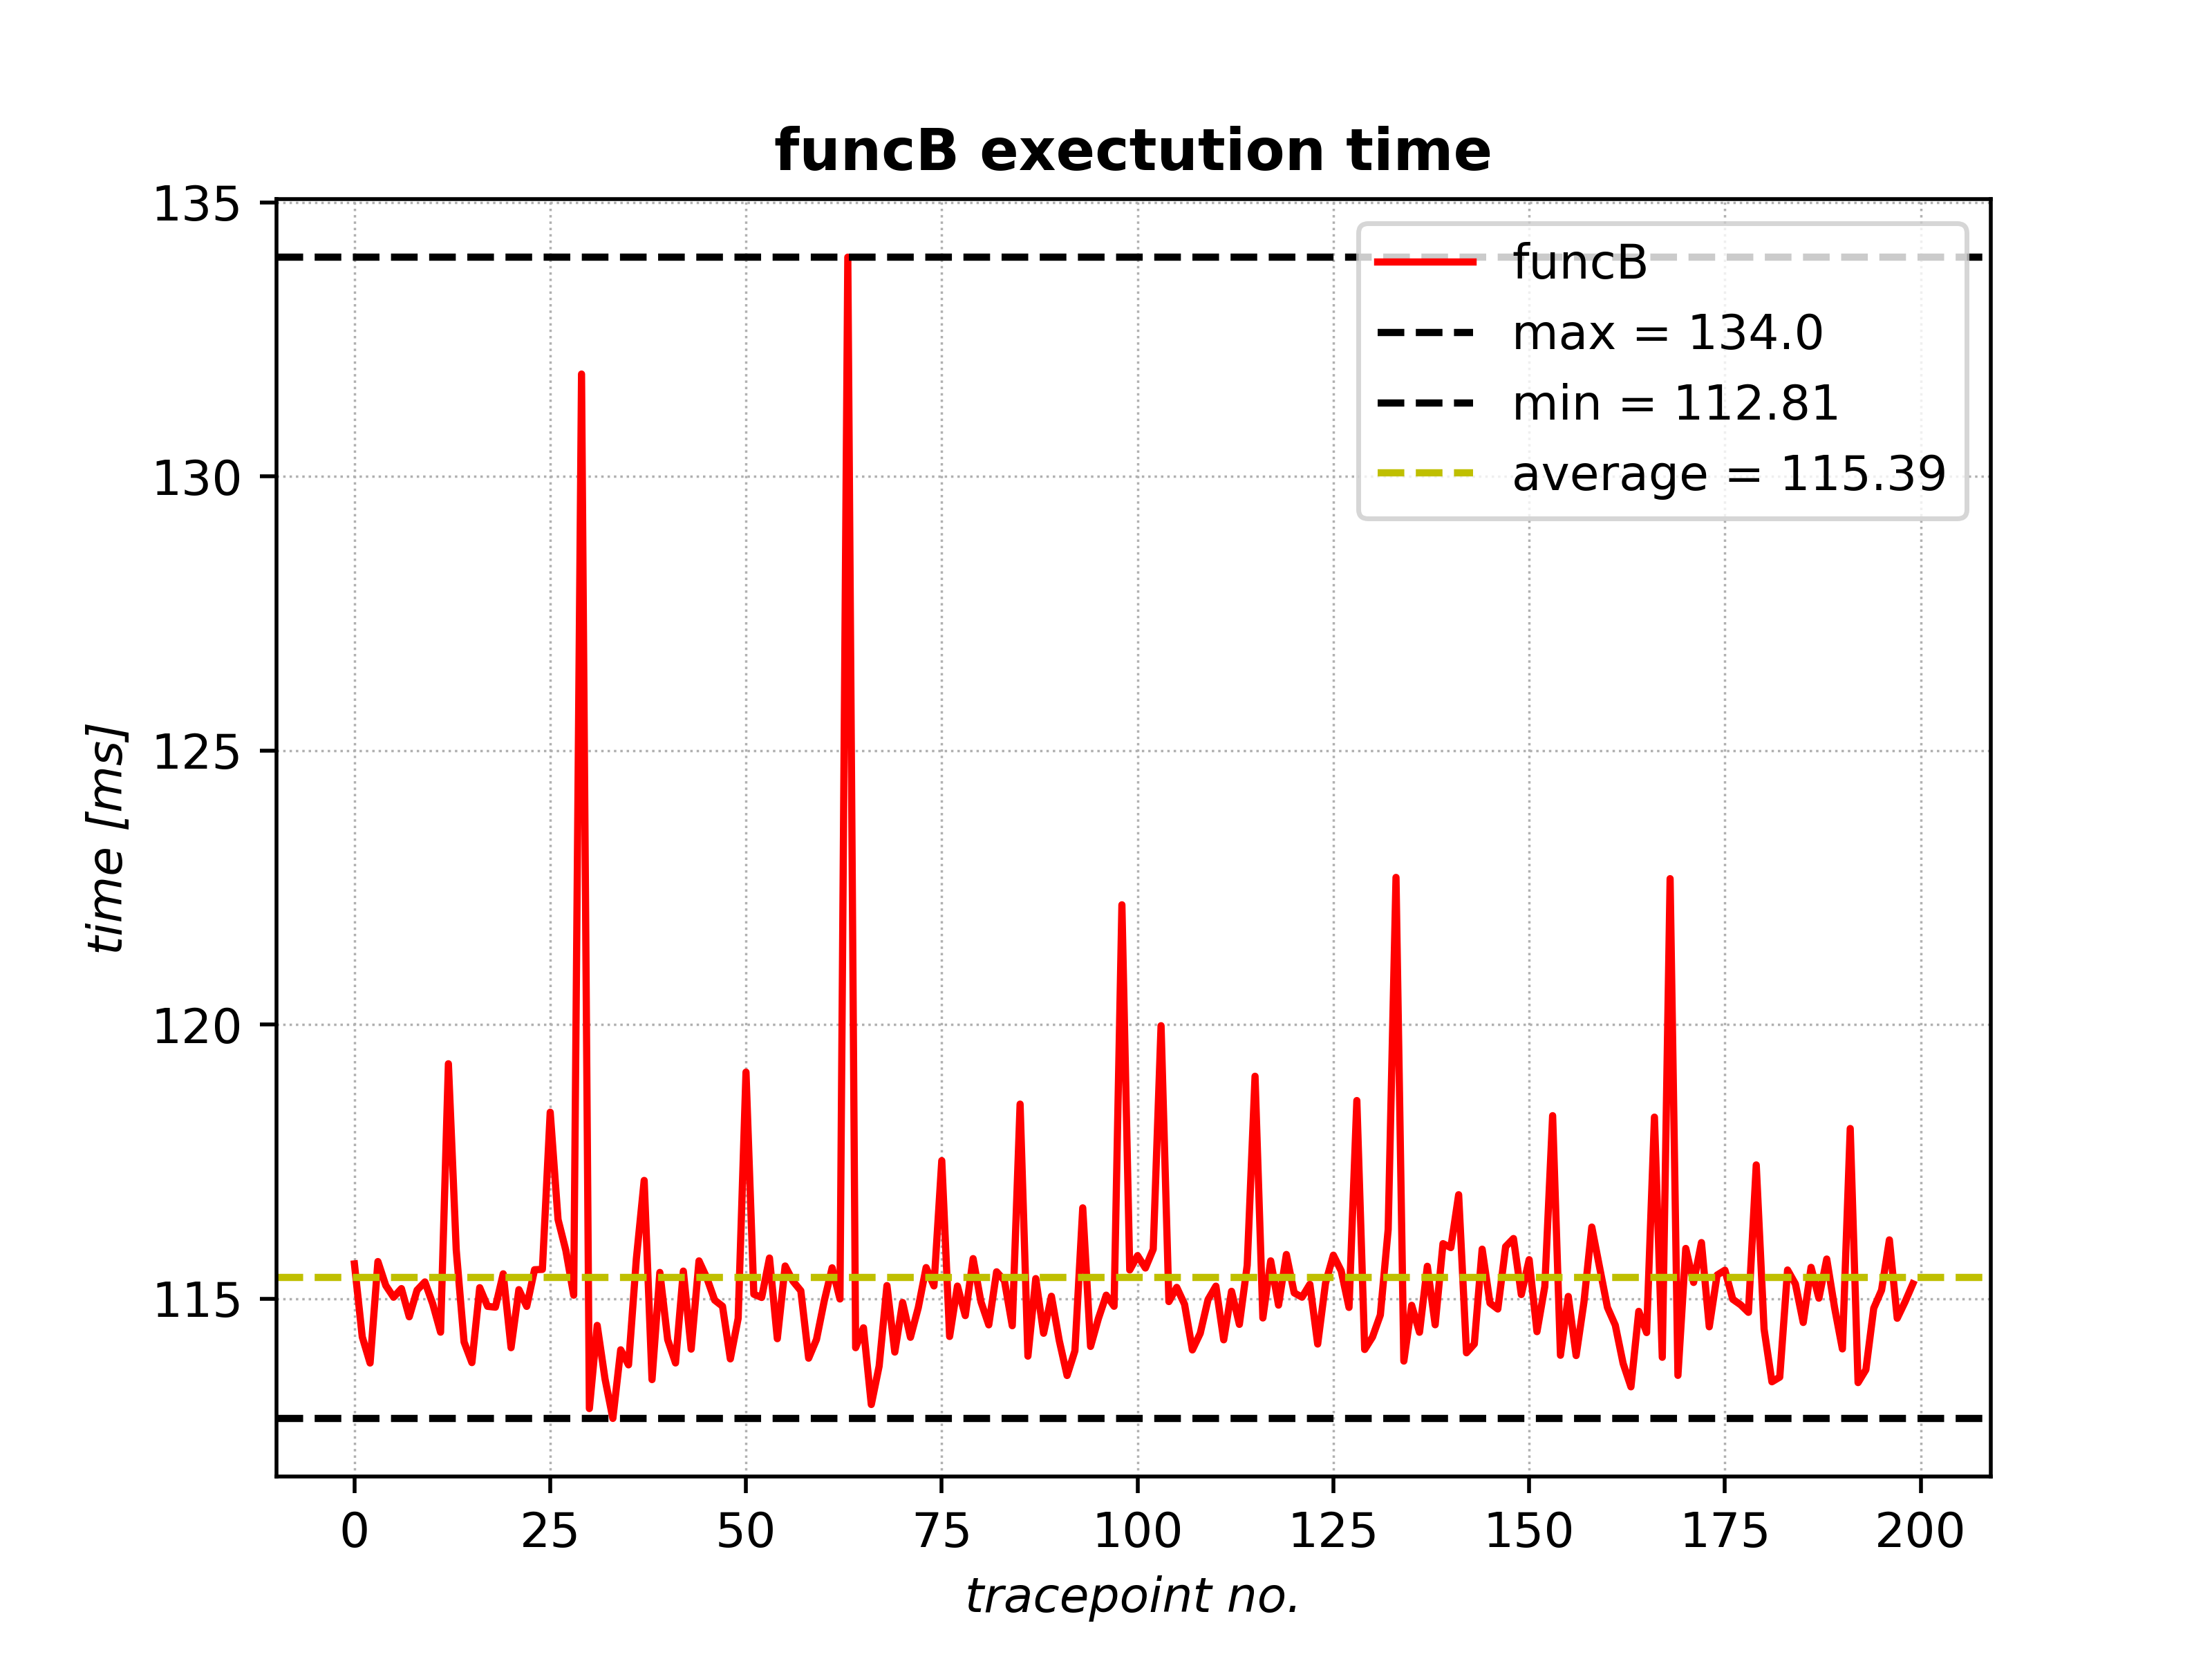 funcB exectution time
135
130
125
120
115
time [ms]
funcB
max = 134.0
min = 112.81
average = 115.39
0 25 50 75 100 125 150 175 200
tracepoint no.